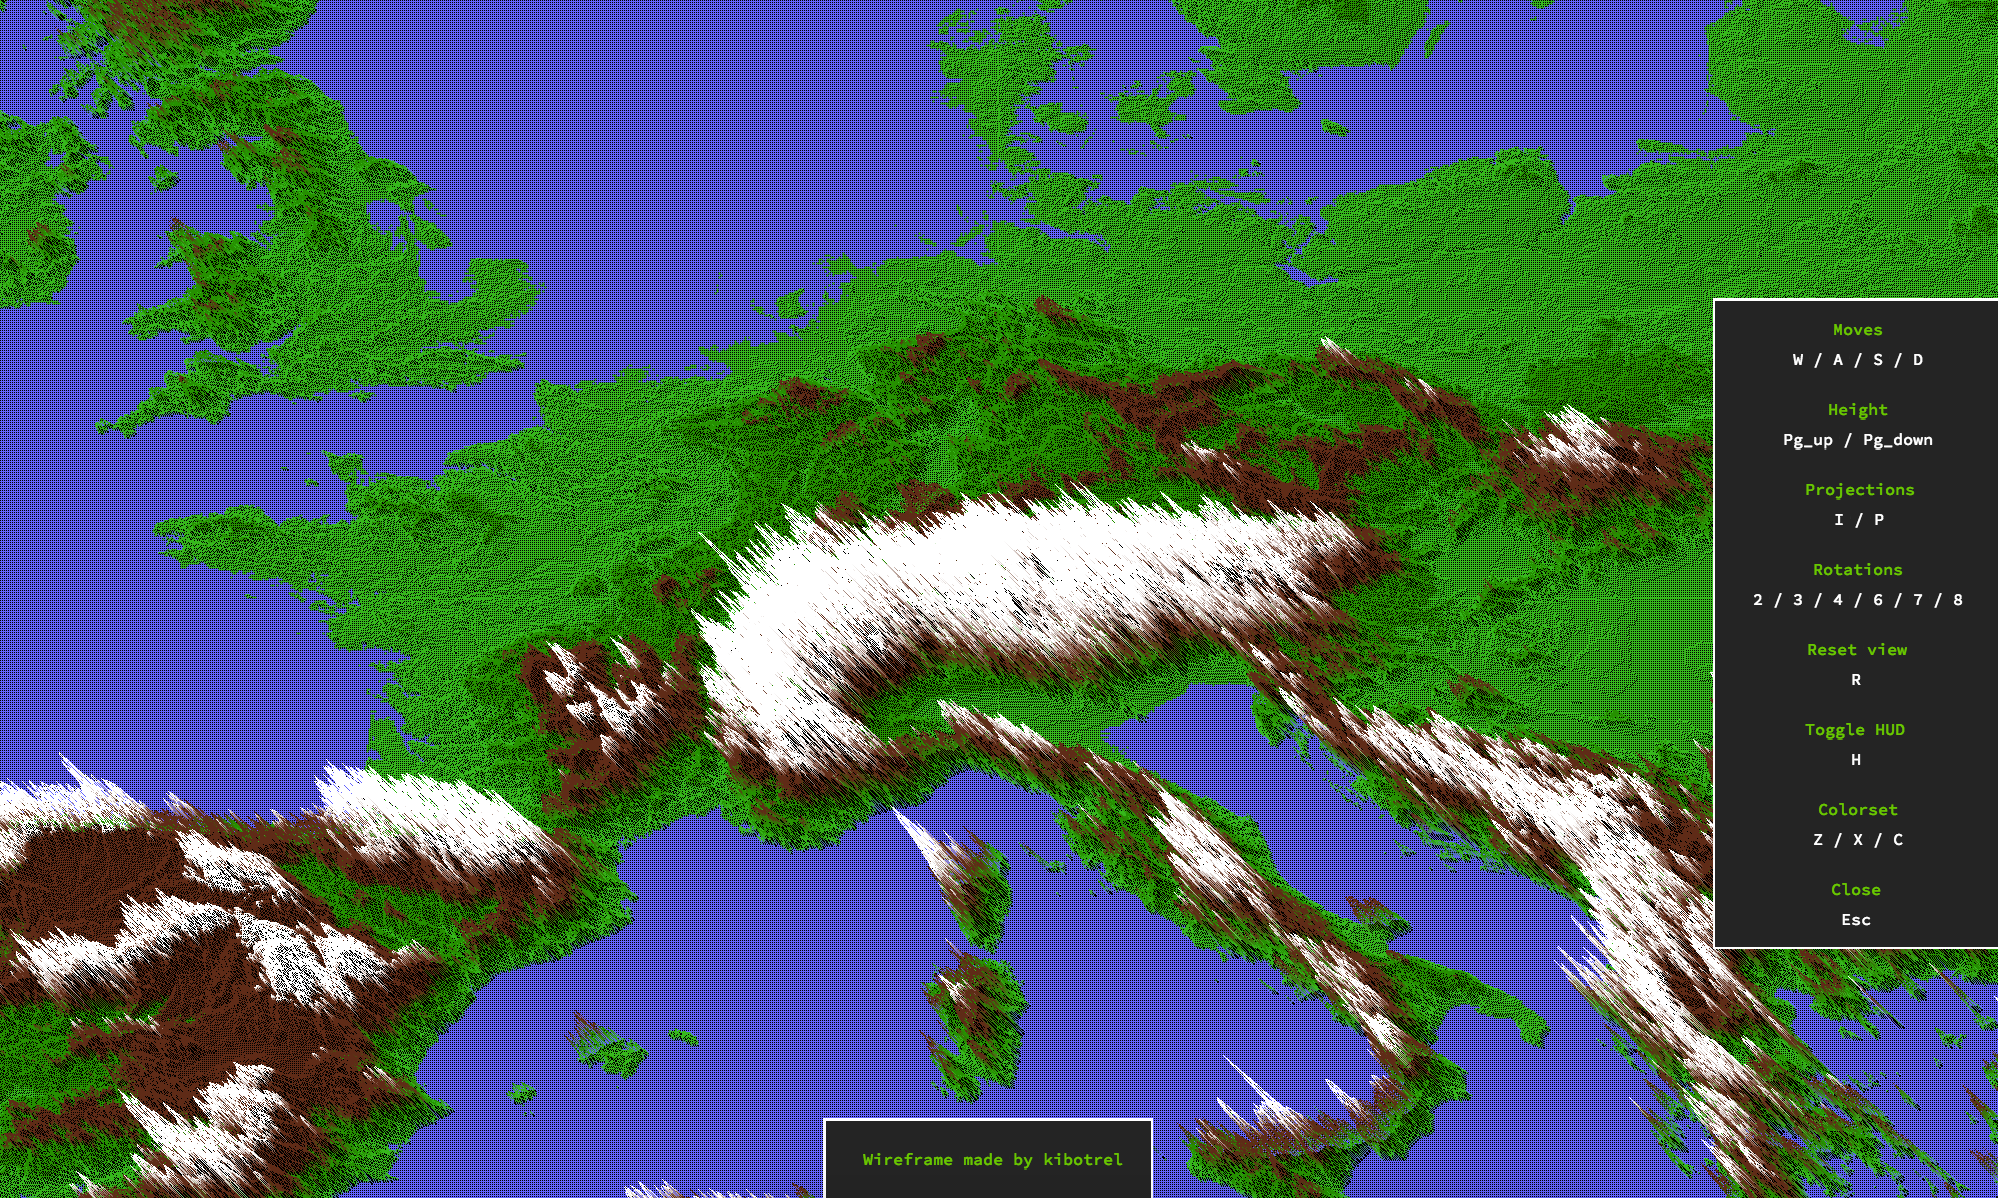 Moves
W / A / S / D
Height
Pg_up / Pg_down
Projections
I / P
Rotations
2 / 3 / 4 / 6 / 7 / 8
Reset view
R
Toggle HUD
H
Colorset
Z / X / C
Close
Esc
Wireframe made by kibotrel